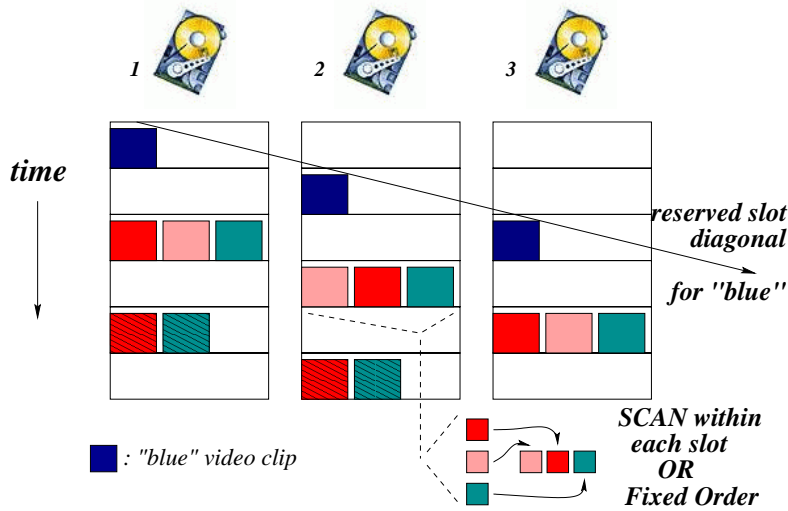 1
2
3
time
reserved slot
diagonal
for "blue"
: "blue" video clip
SCAN within
each slot
OR
Fixed Order